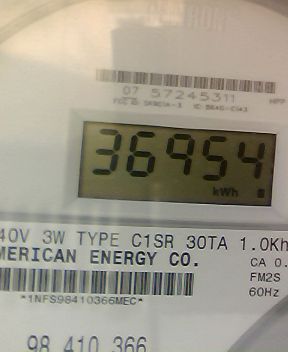 07 57245311
36954
kWh
40V 3W TYPE C1SR 30TA 1.0Kh
MERICAN ENERGY CO.
CA 0.
FM2S
60Hz
*1NFS98410366MEC*
98 410 366